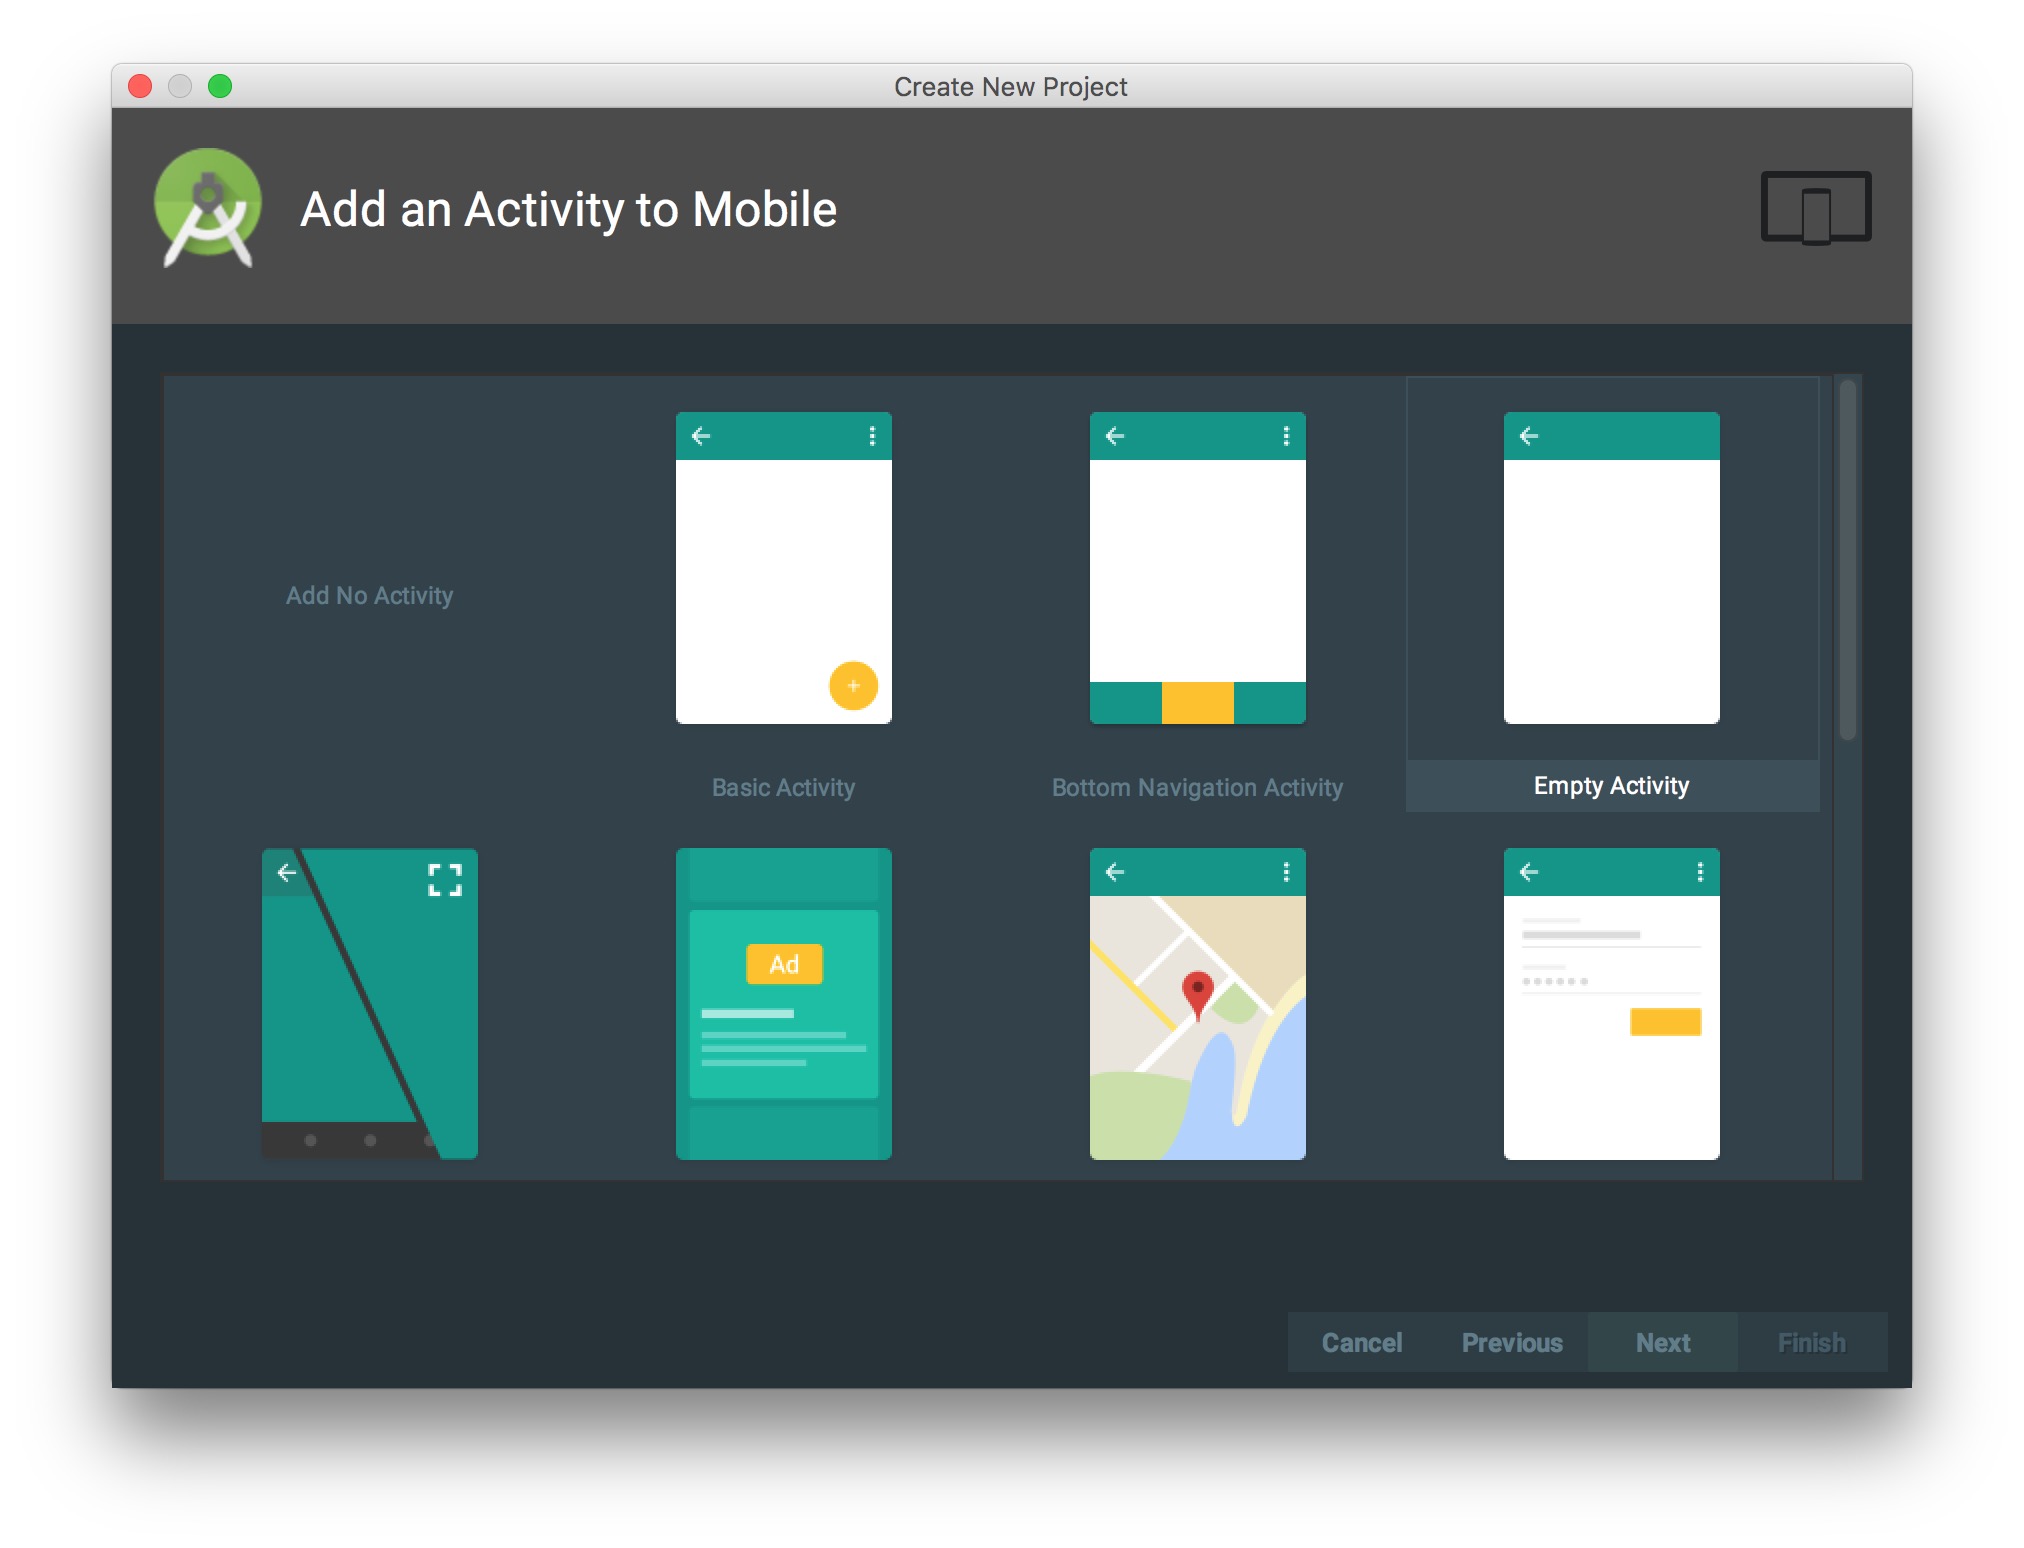 Create New Project
Add an Activity to Mobile
Add No Activity
Basic Activity
Bottom Navigation Activity
Empty Activity
Ad
Cancel
Previous
Next
Finish